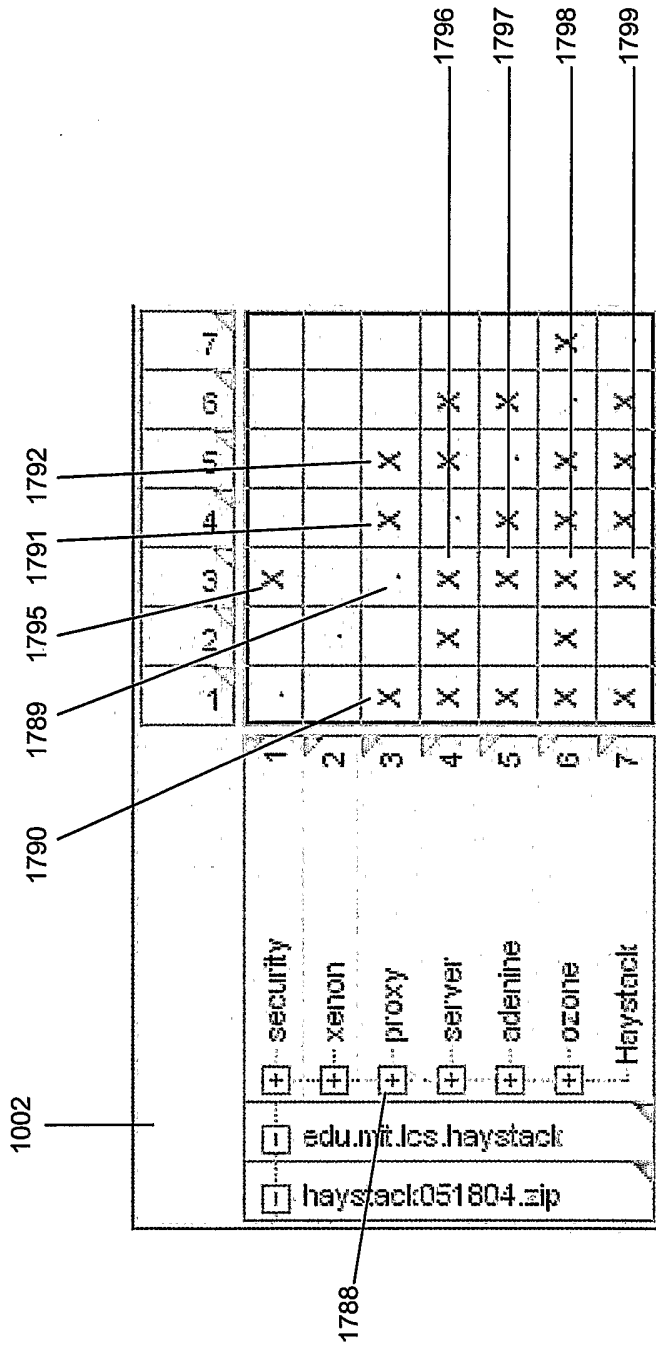 1002
1790
1789
1795
1791
1792
1 2 3 4 5 6 7
haystack051804.zip
edu.mit.lcs.haystack
security 1 . X
xenon 2 .
proxy 3 X . X X
server 4 X X X . X X
adenine 5 X X X . X
ozone 6 X X X X X . X
Haystack 7 X X X X X
1788
1796
1797
1798
1799